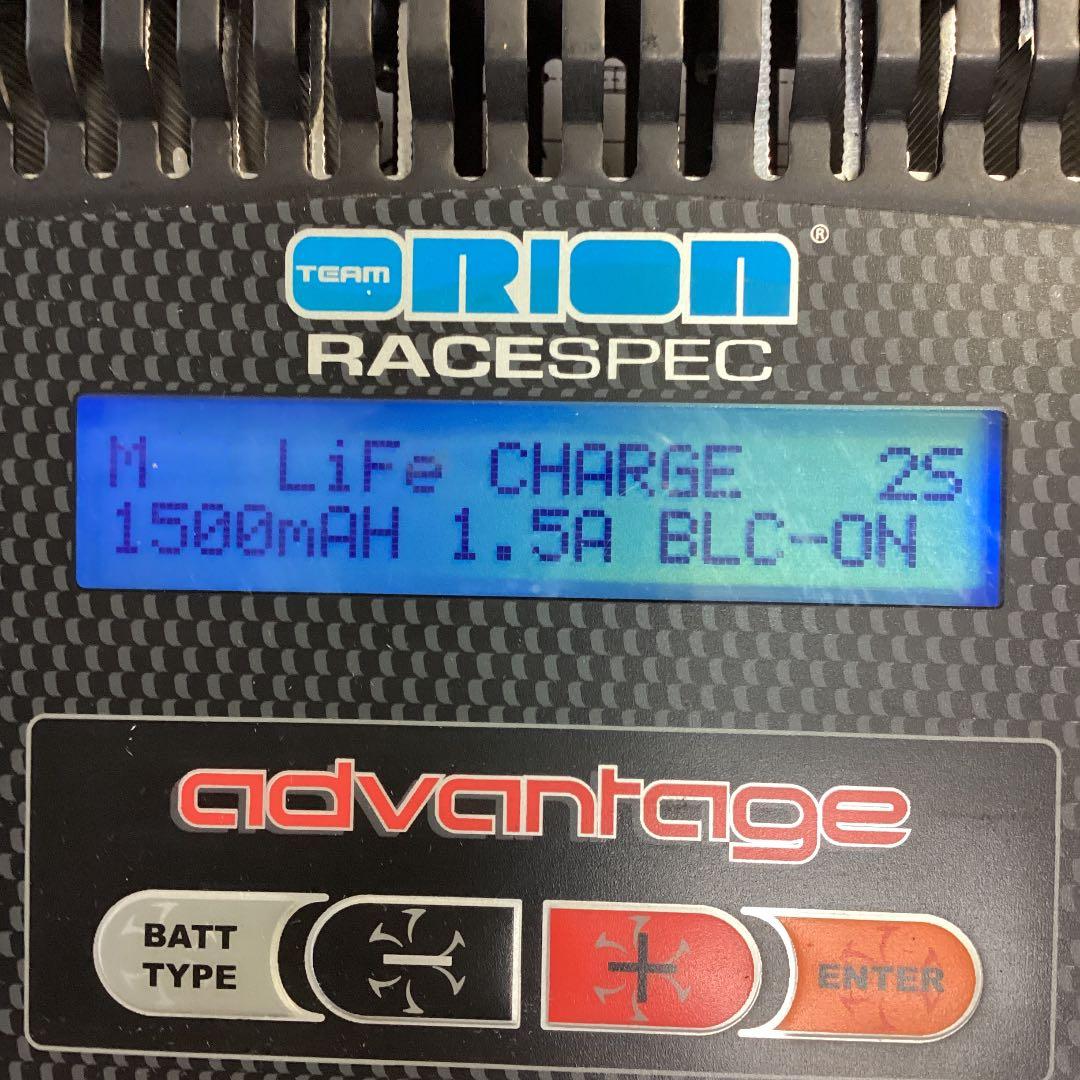 TEAM ORION ®
RACESPEC
M LiFe CHARGE 2S
1500mAH 1.5A BLC-ON
advantage
BATT TYPE
−
+
ENTER